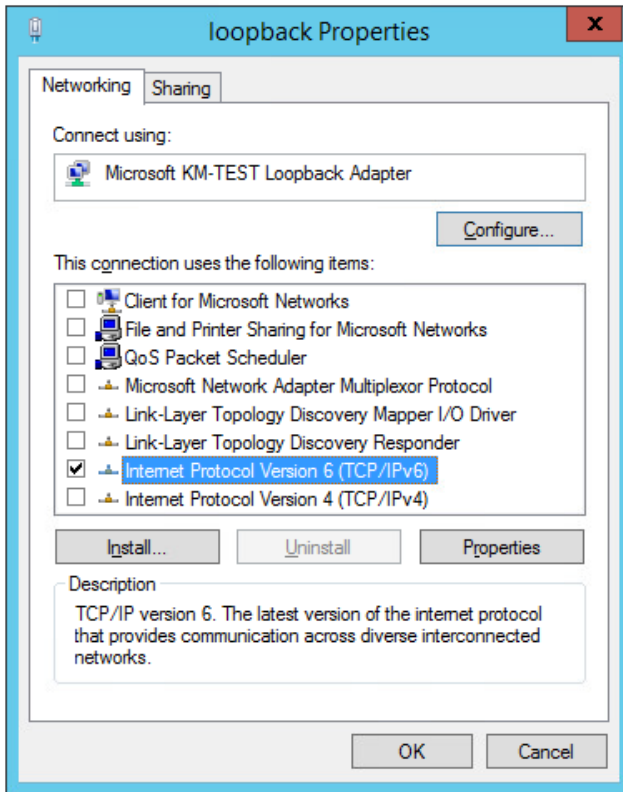 loopback Properties
x
Networking
Sharing
Connect using:
Microsoft KM-TEST Loopback Adapter
Configure...
This connection uses the following items:
Client for Microsoft Networks
File and Printer Sharing for Microsoft Networks
QoS Packet Scheduler
Microsoft Network Adapter Multiplexor Protocol
Link-Layer Topology Discovery Mapper I/O Driver
Link-Layer Topology Discovery Responder
Internet Protocol Version 6 (TCP/IPv6)
Internet Protocol Version 4 (TCP/IPv4)
Install...
Uninstall
Properties
Description
TCP/IP version 6. The latest version of the internet protocol
that provides communication across diverse interconnected
networks.
OK
Cancel